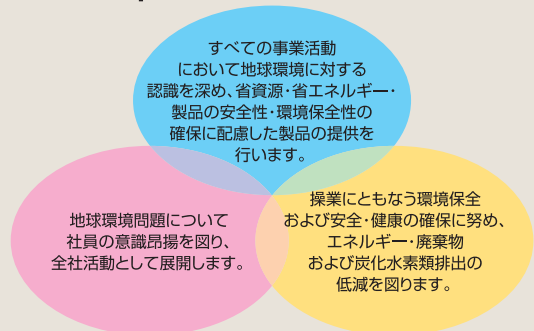 すべての事業活動
において地球環境に対する
認識を深め、省資源・省エネルギー・
製品の安全性・環境保全性の
確保に配慮した製品の提供を
行います。
地球環境問題について
社員の意識昂揚を図り、
全社活動として展開します。
操業にともなう環境保全
および安全・健康の確保に努め、
エネルギー・廃棄物
および炭化水素類排出の
低減を図ります。